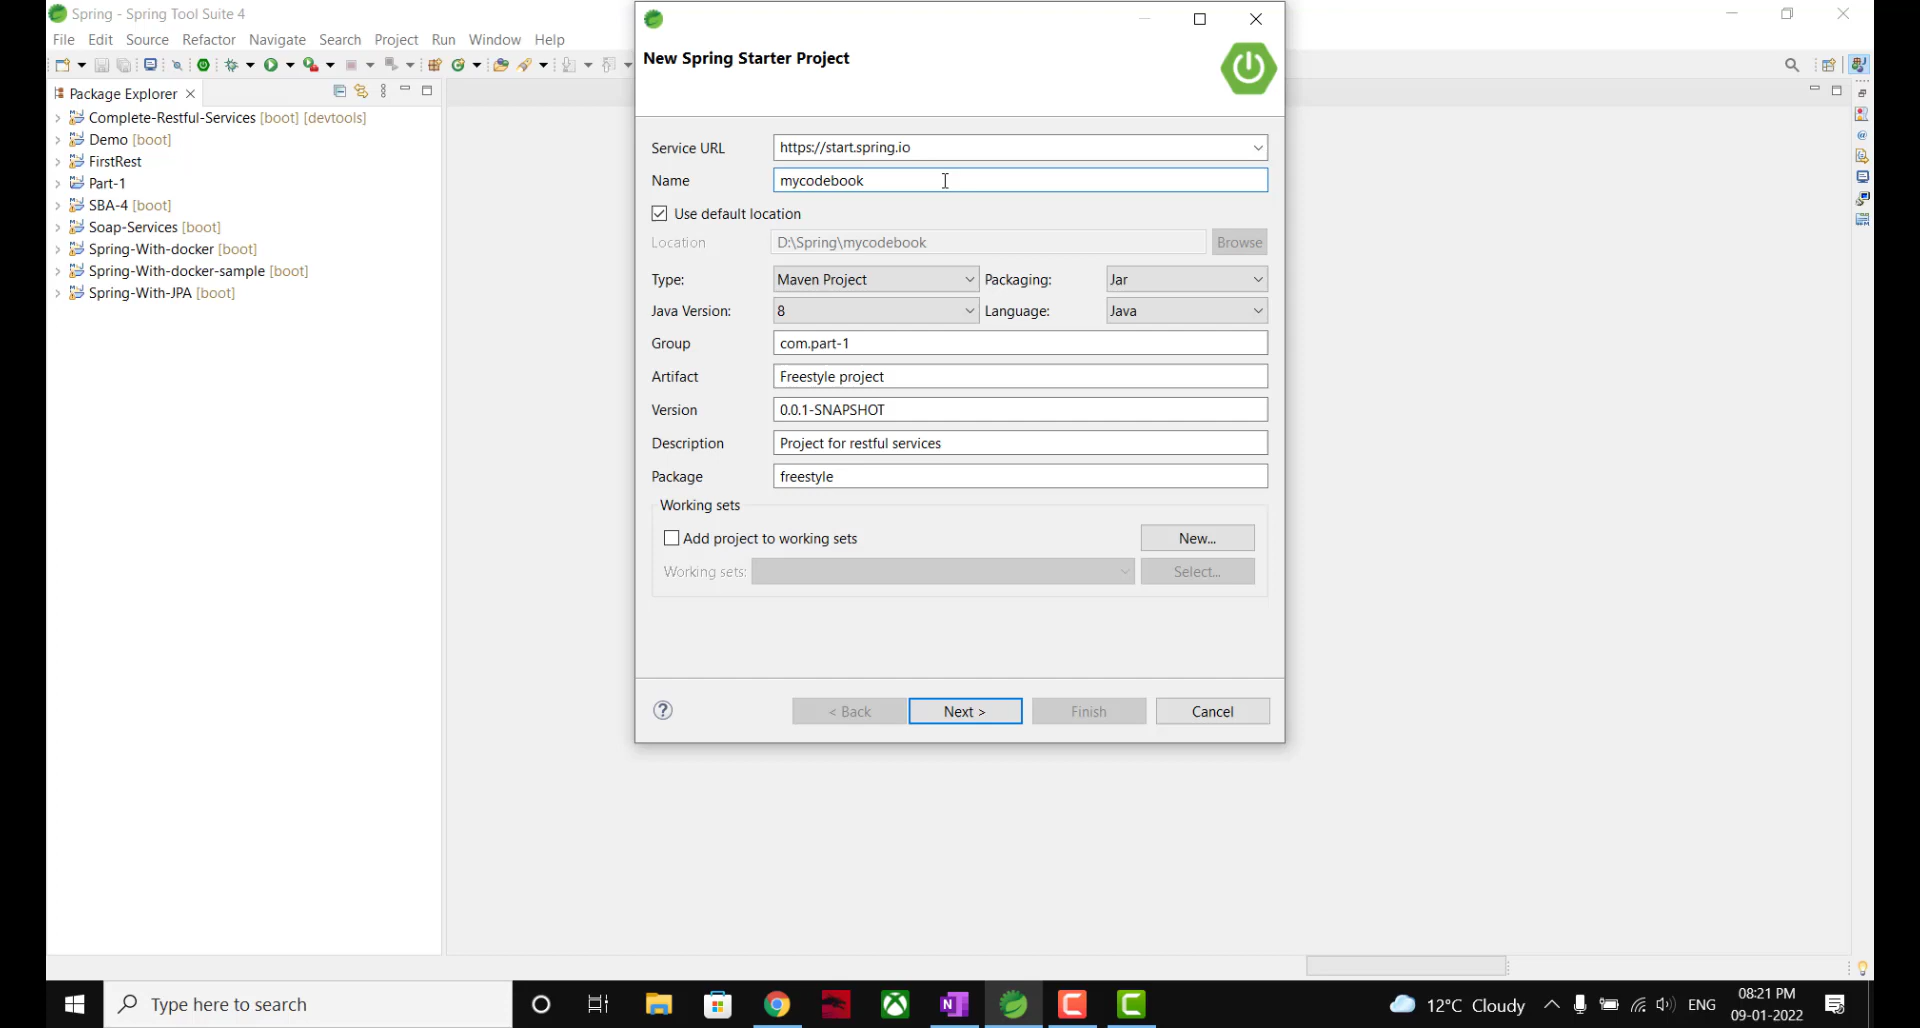 Spring - Spring Tool Suite 4
File Edit Source Refactor Navigate Search Project Run Window Help
Package Explorer
Complete-Restful-Services [boot] [devtools]
Demo [boot]
FirstRest
Part-1
SBA-4 [boot]
Soap-Services [boot]
Spring-With-docker [boot]
Spring-With-docker-sample [boot]
Spring-With-JPA [boot]
New Spring Starter Project
Service URL https://start.spring.io
Name mycodebook
Use default location
Location D:\Spring\mycodebook Browse
Type: Maven Project Packaging: Jar
Java Version: 8 Language: Java
Group com.part-1
Artifact Freestyle project
Version 0.0.1-SNAPSHOT
Description Project for restful services
Package freestyle
Working sets
Add project to working sets New...
Working sets: Select...
< Back Next > Finish Cancel
Type here to search
12°C Cloudy ENG
08:21 PM
09-01-2022